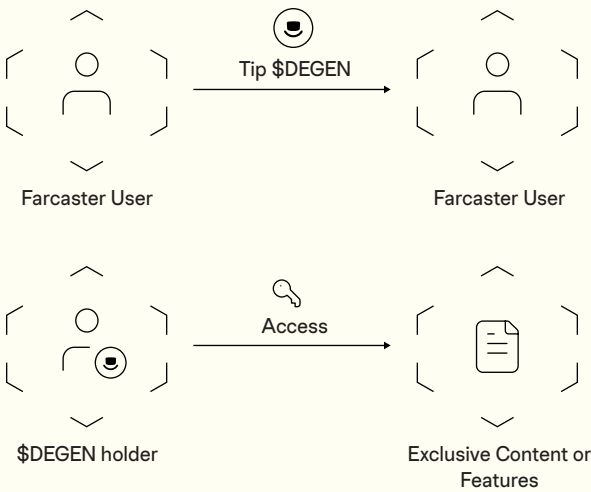 Tip $DEGEN
Farcaster User
Farcaster User
Access
$DEGEN holder
Exclusive Content or
Features